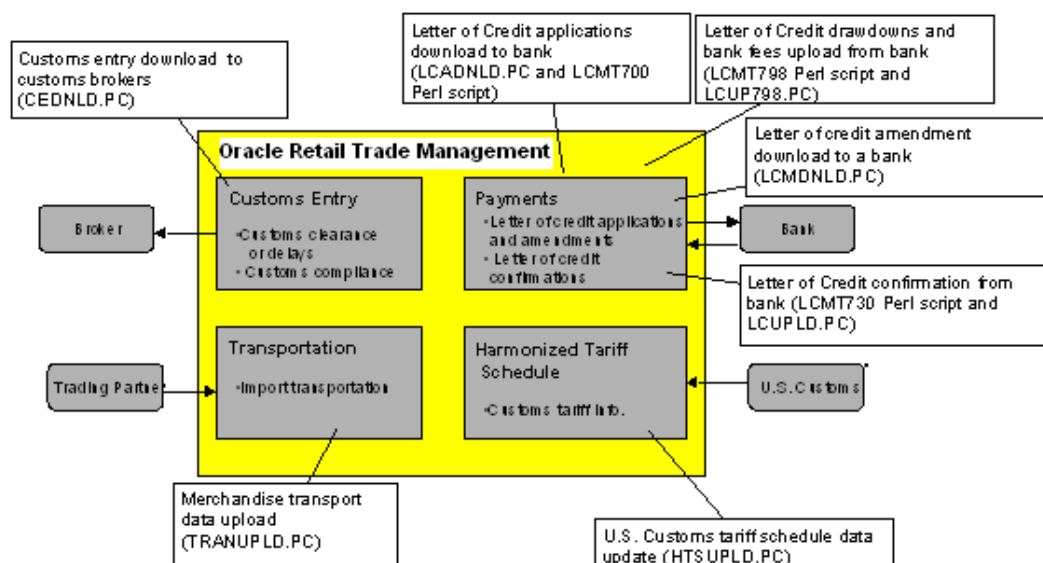 Customs entry download to
customs brokers
(CEDNLD.PC)
Letter of Credit applications
download to bank
(LCADNLD.PC and LCMT700
Perl script)
Letter of Credit drawdowns and
bank fees upload from bank
(LCMT798 Perl script and
LCUP798.PC)
Letter of credit amendment
download to a bank
(LCMDNLD.PC)
Oracle Retail Trade Management
Customs Entry
•Customs clearance
or delays
• Customs compliance
Payments
•Letter of credit applications
and amendments
• Letter of credit
confirmations
Broker
Bank
Letter of Credit confirmation from
bank (LCMT730 Perl script and
LCUPLD.PC)
Transportation
•Import transportation
Harmonized Tariff
Schedule
•Customs tariff info.
Trading Partne
U.S. Customs
Merchandise transport
data upload
(TRANUPLD.PC)
U.S. Customs tariff schedule data
update (HTSUPLD.PC)